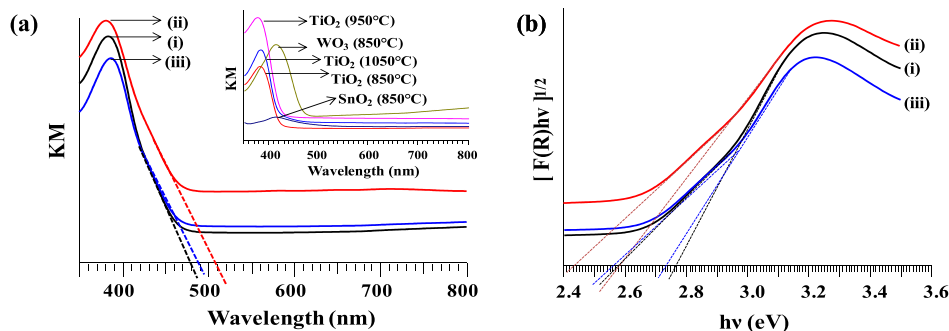 (a)
(ii)
(i)
(iii)
KM
400
500
600
700
800
Wavelength (nm)
KM
TiO₂ (950°C)
WO₃ (850°C)
TiO₂ (1050°C)
TiO₂ (850°C)
SnO₂ (850°C)
400
500
600
700
800
Wavelength (nm)
(b)
(ii)
(i)
(iii)
[ F(R)hν ]¹/²
2.4
2.6
2.8
3.0
3.2
3.4
3.6
hν (eV)